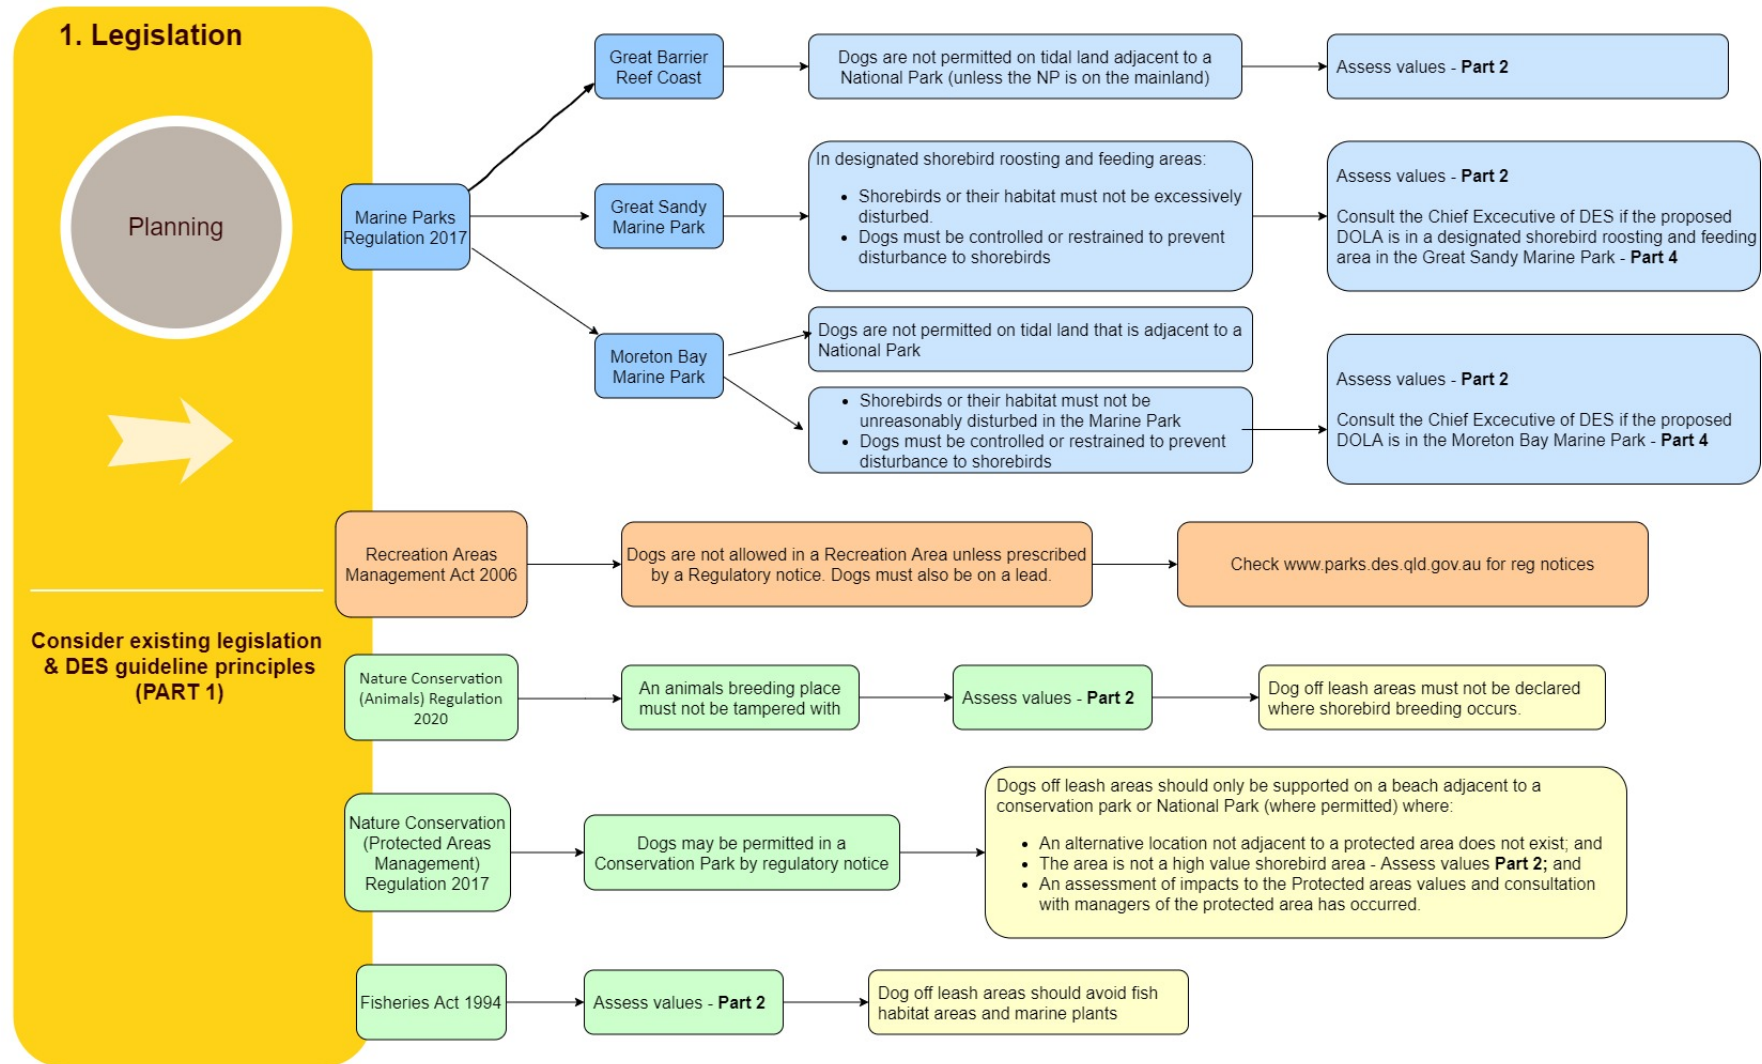 1. Legislation
Planning
Consider existing legislation
& DES guideline principles
(PART 1)
Marine Parks
Regulation 2017
Great Barrier
Reef Coast
Dogs are not permitted on tidal land adjacent to a
National Park (unless the NP is on the mainland)
Assess values - Part 2
Great Sandy
Marine Park
In designated shorebird roosting and feeding areas:
• Shorebirds or their habitat must not be excessively
disturbed.
• Dogs must be controlled or restrained to prevent
disturbance to shorebirds
Assess values - Part 2
Consult the Chief Excecutive of DES if the proposed
DOLA is in a designated shorebird roosting and feeding
area in the Great Sandy Marine Park - Part 4
Moreton Bay
Marine Park
Dogs are not permitted on tidal land that is adjacent to a
National Park
• Shorebirds or their habitat must not be
unreasonably disturbed in the Marine Park
• Dogs must be controlled or restrained to prevent
disturbance to shorebirds
Assess values - Part 2
Consult the Chief Excecutive of DES if the proposed
DOLA is in the Moreton Bay Marine Park - Part 4
Recreation Areas
Management Act 2006
Dogs are not allowed in a Recreation Area unless prescribed
by a Regulatory notice. Dogs must also be on a lead.
Check www.parks.des.qld.gov.au for reg notices
Nature Conservation
(Animals) Regulation
2020
An animals breeding place
must not be tampered with
Assess values - Part 2
Dog off leash areas must not be declared
where shorebird breeding occurs.
Nature Conservation
(Protected Areas
Management)
Regulation 2017
Dogs may be permitted in a
Conservation Park by regulatory notice
Dogs off leash areas should only be supported on a beach adjacent to a
conservation park or National Park (where permitted) where:
• An alternative location not adjacent to a protected area does not exist; and
• The area is not a high value shorebird area - Assess values Part 2; and
• An assessment of impacts to the Protected areas values and consultation
with managers of the protected area has occurred.
Fisheries Act 1994
Assess values - Part 2
Dog off leash areas should avoid fish
habitat areas and marine plants